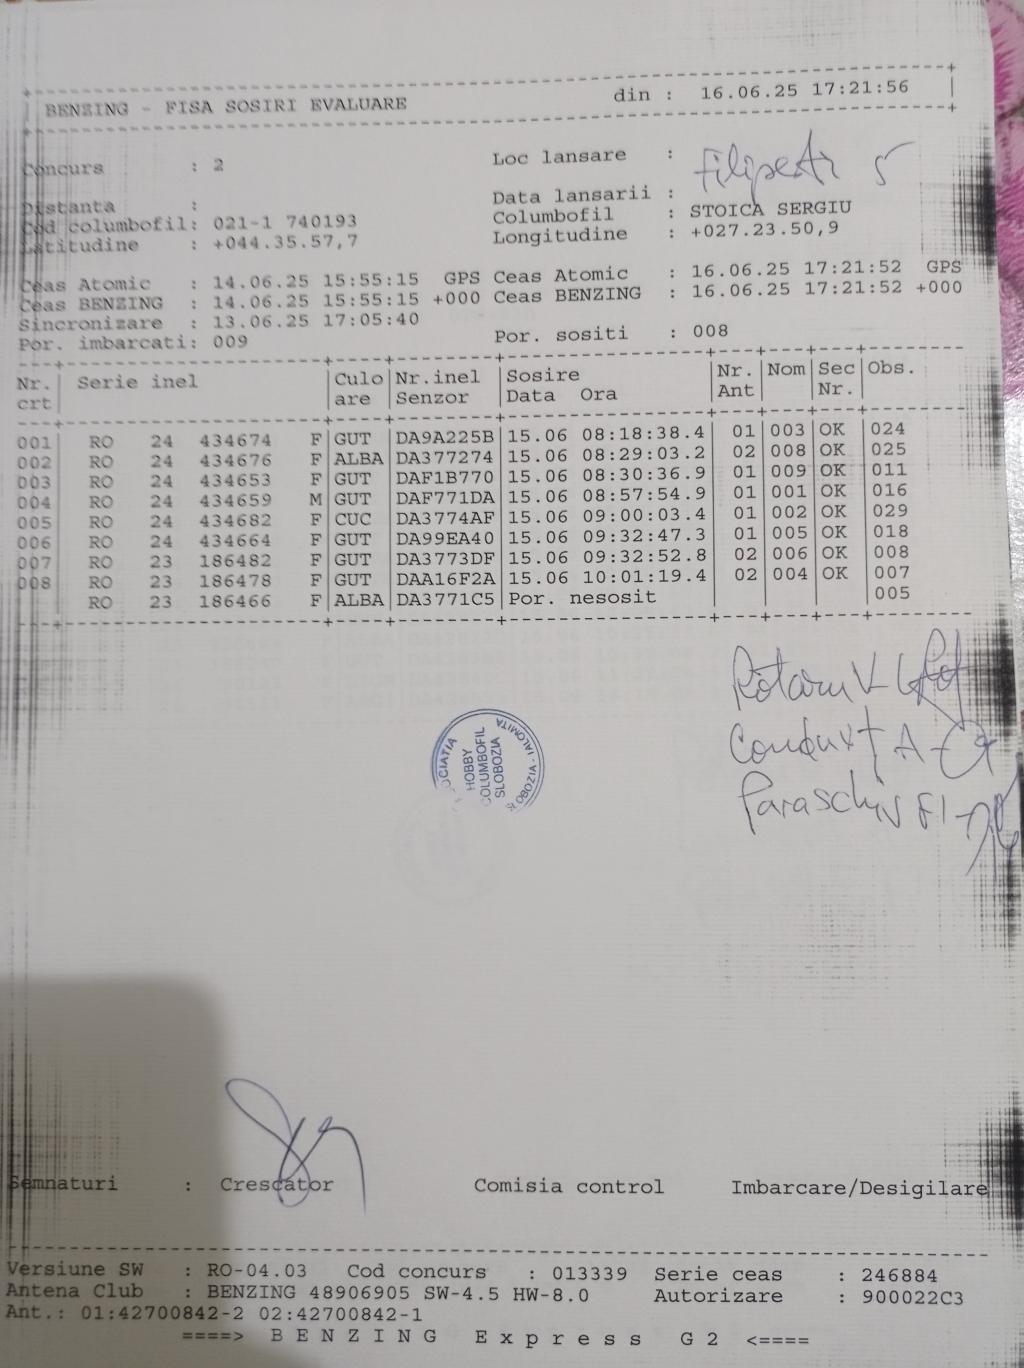 BENZING - FISA SOSIRI EVALUARE din : 16.06.25 17:21:56
Concurs : 2 Loc lansare : Filipesti 5
Distanta : Data lansarii :
Cod columbofil: 021-1 740193 Columbofil : STOICA SERGIU
Latitudine : +044.35.57,7 Longitudine : +027.23.50,9
Ceas Atomic : 14.06.25 15:55:15 GPS Ceas Atomic : 16.06.25 17:21:52 GPS
Ceas BENZING : 14.06.25 15:55:15 +000 Ceas BENZING : 16.06.25 17:21:52 +000
Sincronizare : 13.06.25 17:05:40
Por. imbarcati: 009 Por. sositi : 008
Nr. Serie inel Culo Nr.inel Sosire Nr. Nom Sec Obs.
crt are Senzor Data Ora Ant Nr.
001 RO 24 434674 F GUT DA9A225B 15.06 08:18:38.4 01 003 OK 024
002 RO 24 434676 F ALBA DA377274 15.06 08:29:03.2 02 008 OK 025
003 RO 24 434653 F GUT DAF1B770 15.06 08:30:36.9 01 009 OK 011
004 RO 24 434659 M GUT DAF771DA 15.06 08:57:54.9 01 001 OK 016
005 RO 24 434682 F CUC DA3774AF 15.06 09:00:03.4 01 002 OK 029
006 RO 24 434664 F GUT DA99EA40 15.06 09:32:47.3 01 005 OK 018
007 RO 23 186482 F GUT DA3773DF 15.06 09:32:52.8 02 006 OK 008
008 RO 23 186478 F GUT DAA16F2A 15.06 10:01:19.4 02 004 OK 007
RO 23 186466 F ALBA DA3771C5 Por. nesosit 005
Rotaru V
Paraschiv Fl
HOBBY
COLUMBOFIL
SLOBOZIA
SLOBOZIA - IALOMITA
Semnaturi : Crescator Comisia control Imbarcare/Desigilare
Versiune SW : RO-04.03 Cod concurs : 013339 Serie ceas : 246884
Antena Club : BENZING 48906905 SW-4.5 HW-8.0 Autorizare : 900022C3
Ant.: 01:42700842-2 02:42700842-1
====> B E N Z I N G E x p r e s s G 2 <====